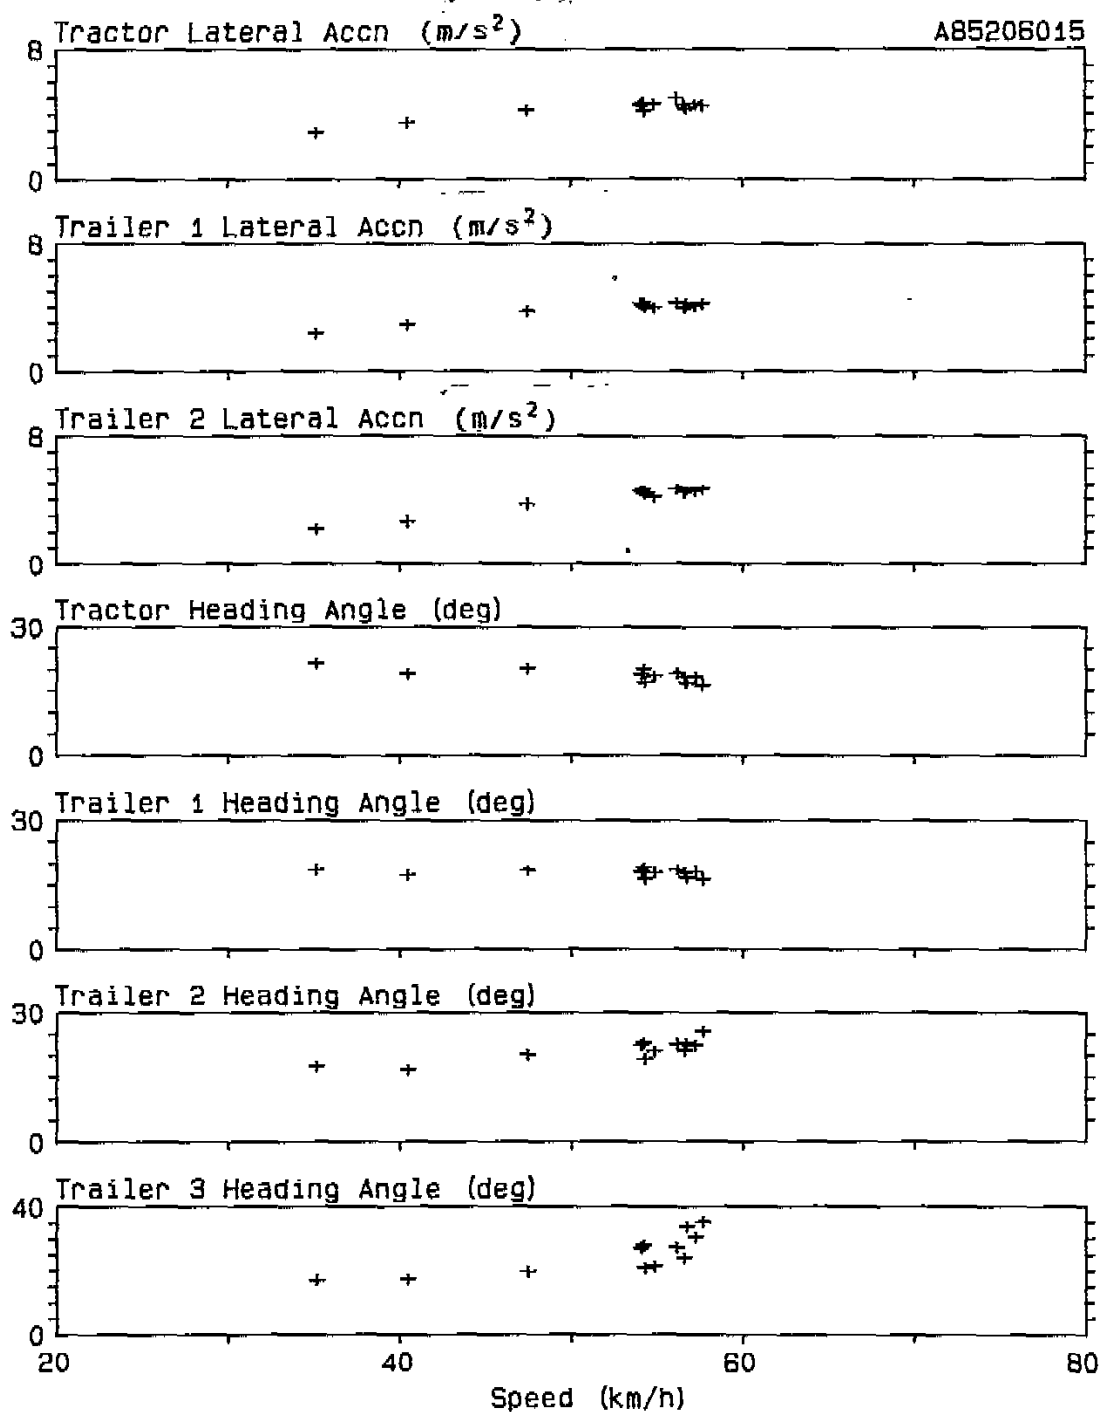 Tractor Lateral Accn (m/s²) A85206015
8
0
Trailer 1 Lateral Accn (m/s²)
8
0
Trailer 2 Lateral Accn (m/s²)
8
0
Tractor Heading Angle (deg)
30
0
Trailer 1 Heading Angle (deg)
30
0
Trailer 2 Heading Angle (deg)
30
0
Trailer 3 Heading Angle (deg)
40
0
20 40 60 80
Speed (km/h)